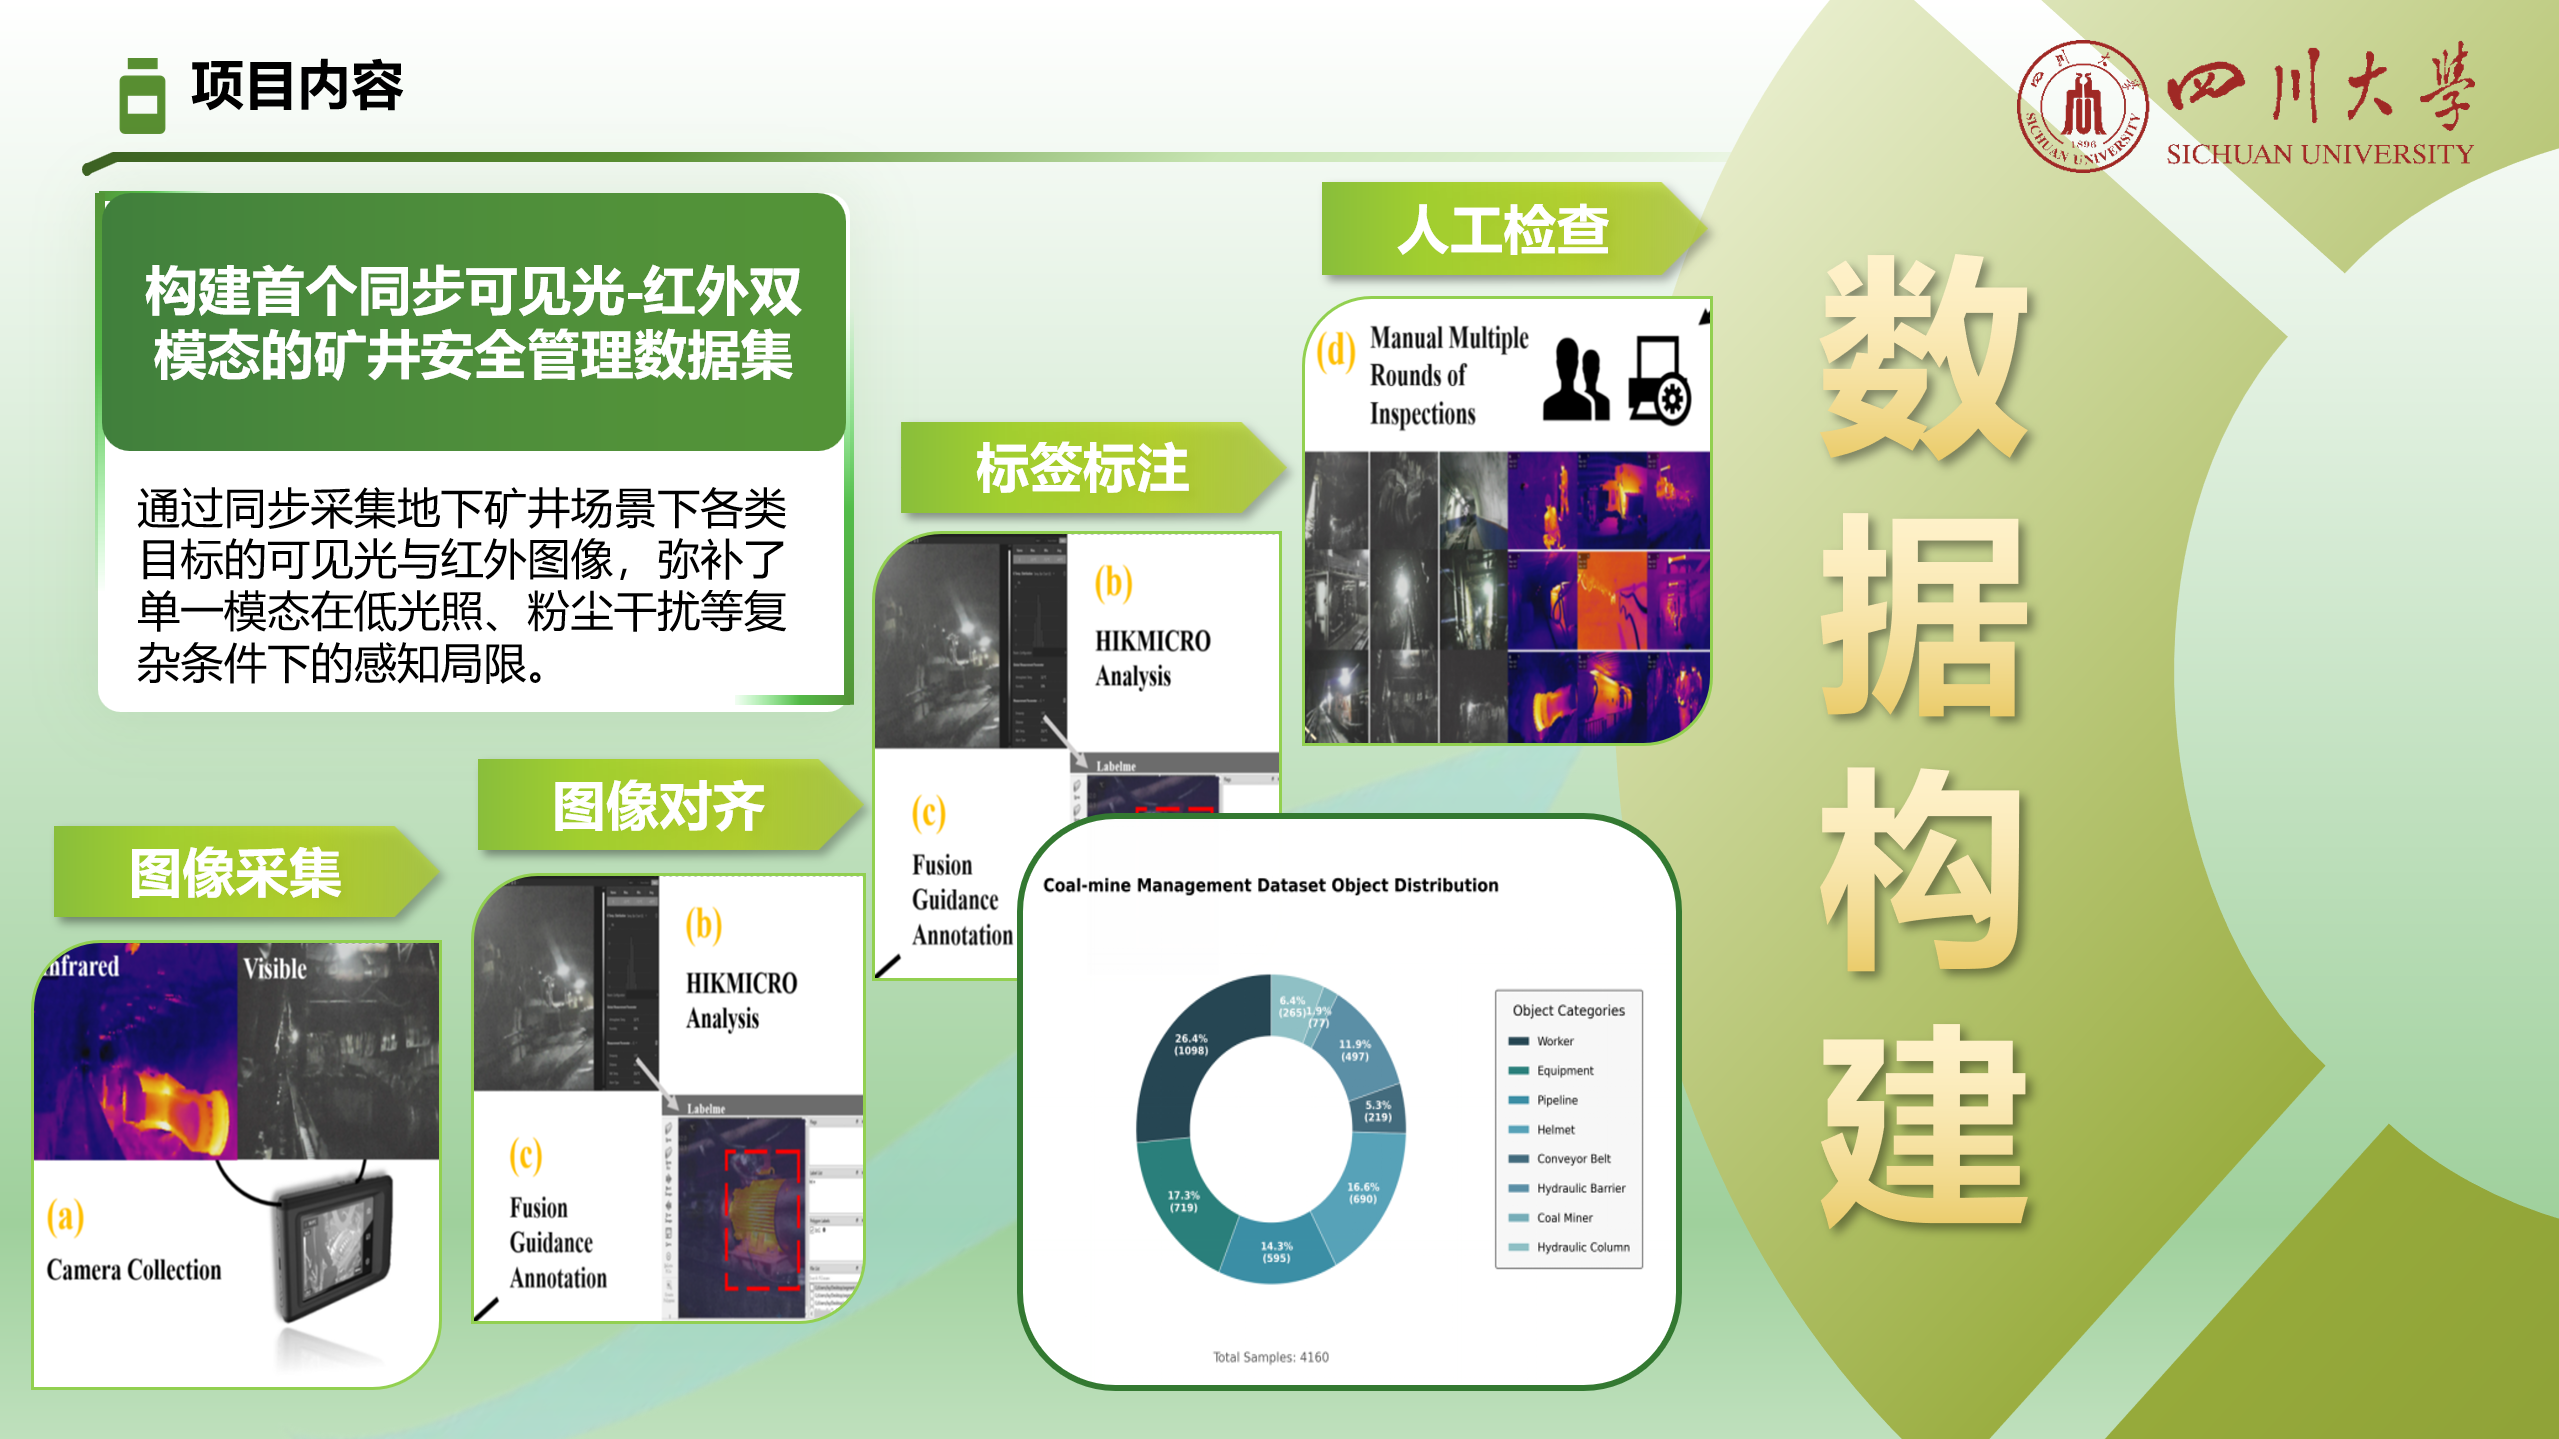 项目内容
四川大学
SICHUAN UNIVERSITY
四川大学
SICHUAN UNIVERSITY
1896
构建首个同步可见光-红外双
模态的矿井安全管理数据集
通过同步采集地下矿井场景下各类
目标的可见光与红外图像，弥补了
单一模态在低光照、粉尘干扰等复
杂条件下的感知局限。
图像采集
nfrared
Visible
(a)
Camera Collection
图像对齐
(b)
HIKMICRO
Analysis
Labelme
(c)
Fusion
Guidance
Annotation
标签标注
(b)
HIKMICRO
Analysis
Labelme
(c)
Fusion
Guidance
Annotation
人工检查
(d)
Manual Multiple
Rounds of
Inspections
Coal-mine Management Dataset Object Distribution
6.4%
(265)
1.9%
(77)
11.9%
(497)
5.3%
(219)
16.6%
(690)
14.3%
(595)
17.3%
(719)
26.4%
(1098)
Object Categories
Worker
Equipment
Pipeline
Helmet
Conveyor Belt
Hydraulic Barrier
Coal Miner
Hydraulic Column
Total Samples: 4160
数
据
构
建